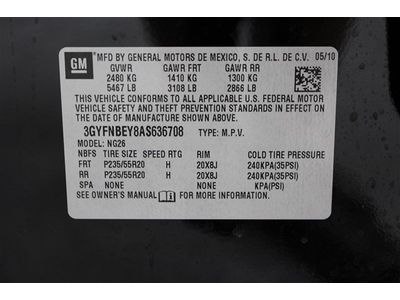 GM
MFD BY GENERAL MOTORS DE MEXICO, S. DE R.L. DE C.V. 05/10
GVWR GAWR FRT GAWR RR
2480 KG 1410 KG 1300 KG
5467 LB 3108 LB 2866 LB
THIS VEHICLE CONFORMS TO ALL APPLICABLE U.S. FEDERAL MOTOR
VEHICLE SAFETY AND THEFT PREVENTION STANDARDS IN EFFECT ON
THE DATE OF MANUFACTURE SHOWN ABOVE.
3GYFNBEY8AS636708 TYPE: M.P.V.
MODEL: NG26
NB TIRE SIZE SPEED RTG RIM COLD TIRE PRESSURE
FRT P235/55R20 H 20X8J 240KPA(35PSI)
RR P235/55R20 H 20X8J 240KPA(35PSI)
SPA NONE NONE KPA(PSI)
SEE OWNER'S MANUAL FOR MORE INFORMATION.